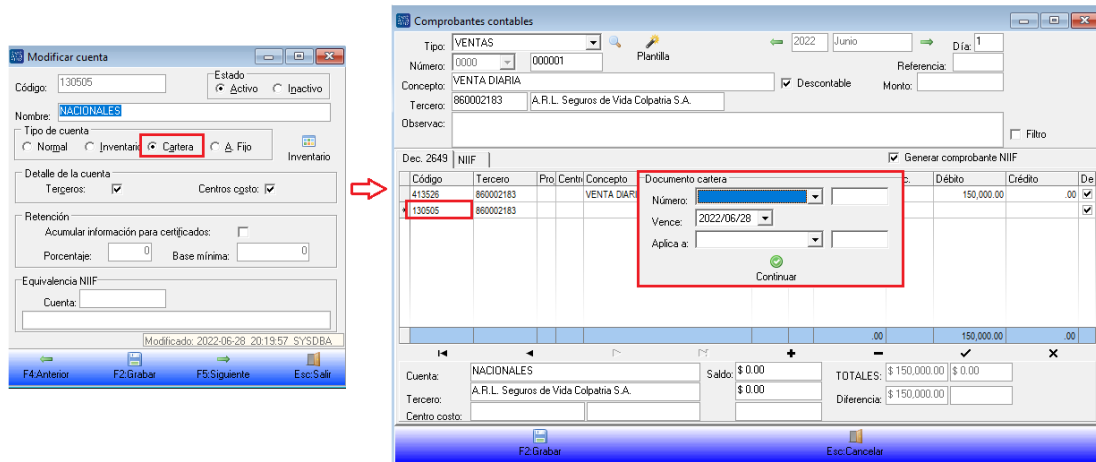 Modificar cuenta
Código: 130505
Estado
Activo Inactivo
Nombre: NACIONALES
Tipo de cuenta
Normal Inventario Cartera A. Fijo
Inventario
Detalle de la cuenta
Terceros: Centros costo:
Retención
Acumular información para certificados:
Porcentaje: 0 Base mínima: 0
Equivalencia NIIF
Cuenta:
Modificado: 2022-06-28 20:19:57 SYSDBA
F4:Anterior F2:Grabar F5:Siguiente Esc:Salir
Comprobantes contables
Tipo: VENTAS
Plantilla
2022 Junio Día: 1
Número: 0000 000001
Referencia:
Concepto: VENTA DIARIA
Descontable Monto:
Tercero: 860002183 A.R.L. Seguros de Vida Colpatria S.A.
Observac:
Filtro
Dec. 2649 NIIF
Generar comprobante NIIF
Código Tercero Pro Centr Concepto c. Débito Crédito De
413526 860002183 VENTA DIARI 150,000.00 .00
130505 860002183
Documento cartera
Número:
Vence: 2022/06/28
Aplica a:
Continuar
.00 150,000.00 .00
Cuenta: NACIONALES Saldo: $ 0.00 TOTALES: $ 150,000.00 $ 0.00
Tercero: A.R.L. Seguros de Vida Colpatria S.A. $ 0.00 Diferencia: $ 150,000.00
Centro costo:
F2:Grabar Esc:Cancelar